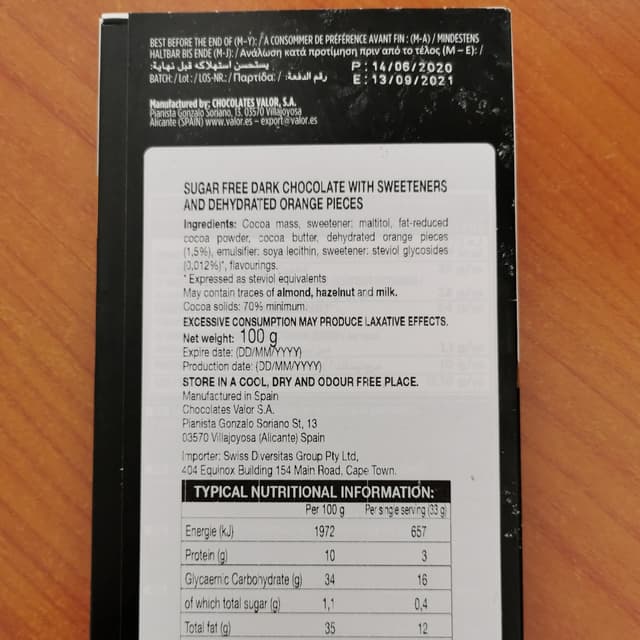 BEST BEFORE THE END OF (M-Y): / A CONSOMMER DE PRÉFÉRENCE AVANT FIN : (M-A) / MINDESTENS
HALTBAR BIS ENDE (M-J): / Ανάλωση κατά προτίμηση πριν από το τέλος (M – E): /
يستحسن استهلاكه قبل نهاية:
P: 14/06/2020
BATCH: / Lot: / LOS-NR.: / Παρτίδα: / رقم الدفعة:
E: 13/09/2021
Manufactured by: CHOCOLATES VALOR, S.A.
Pianista Gonzalo Soriano, 13. 03570 Villajoyosa
Alicante (SPAIN) www.valor.es – export@valor.es
SUGAR FREE DARK CHOCOLATE WITH SWEETENERS
AND DEHYDRATED ORANGE PIECES
Ingredients: Cocoa mass, sweetener: maltitol, fat-reduced
cocoa powder, cocoa butter, dehydrated orange pieces
(1,5%), emulsifier: soya lecithin, sweetener: steviol glycosides
(0,012%)*, flavourings.
* Expressed as steviol equivalents
May contain traces of almond, hazelnut and milk.
Cocoa solids: 70% minimum.
EXCESSIVE CONSUMPTION MAY PRODUCE LAXATIVE EFFECTS.
Net weight: 100 g
Expire date: (DD/MM/YYYY)
Production date: (DD/MM/YYYY)
STORE IN A COOL, DRY AND ODOUR FREE PLACE.
Manufactured in Spain
Chocolates Valor S.A.
Pianista Gonzalo Soriano St, 13
03570 Villajoyosa (Alicante) Spain
Importer: Swiss Diversitas Group Pty Ltd,
404 Equinox Building 154 Main Road, Cape Town.
TYPICAL NUTRITIONAL INFORMATION:
Per 100 g Per single serving (33 g)
Energie (kJ) 1972 657
Protein (g) 10 3
Glycaemic Carbohydrate (g) 34 16
of which total sugar (g) 1,1 0,4
Total fat (g) 35 12